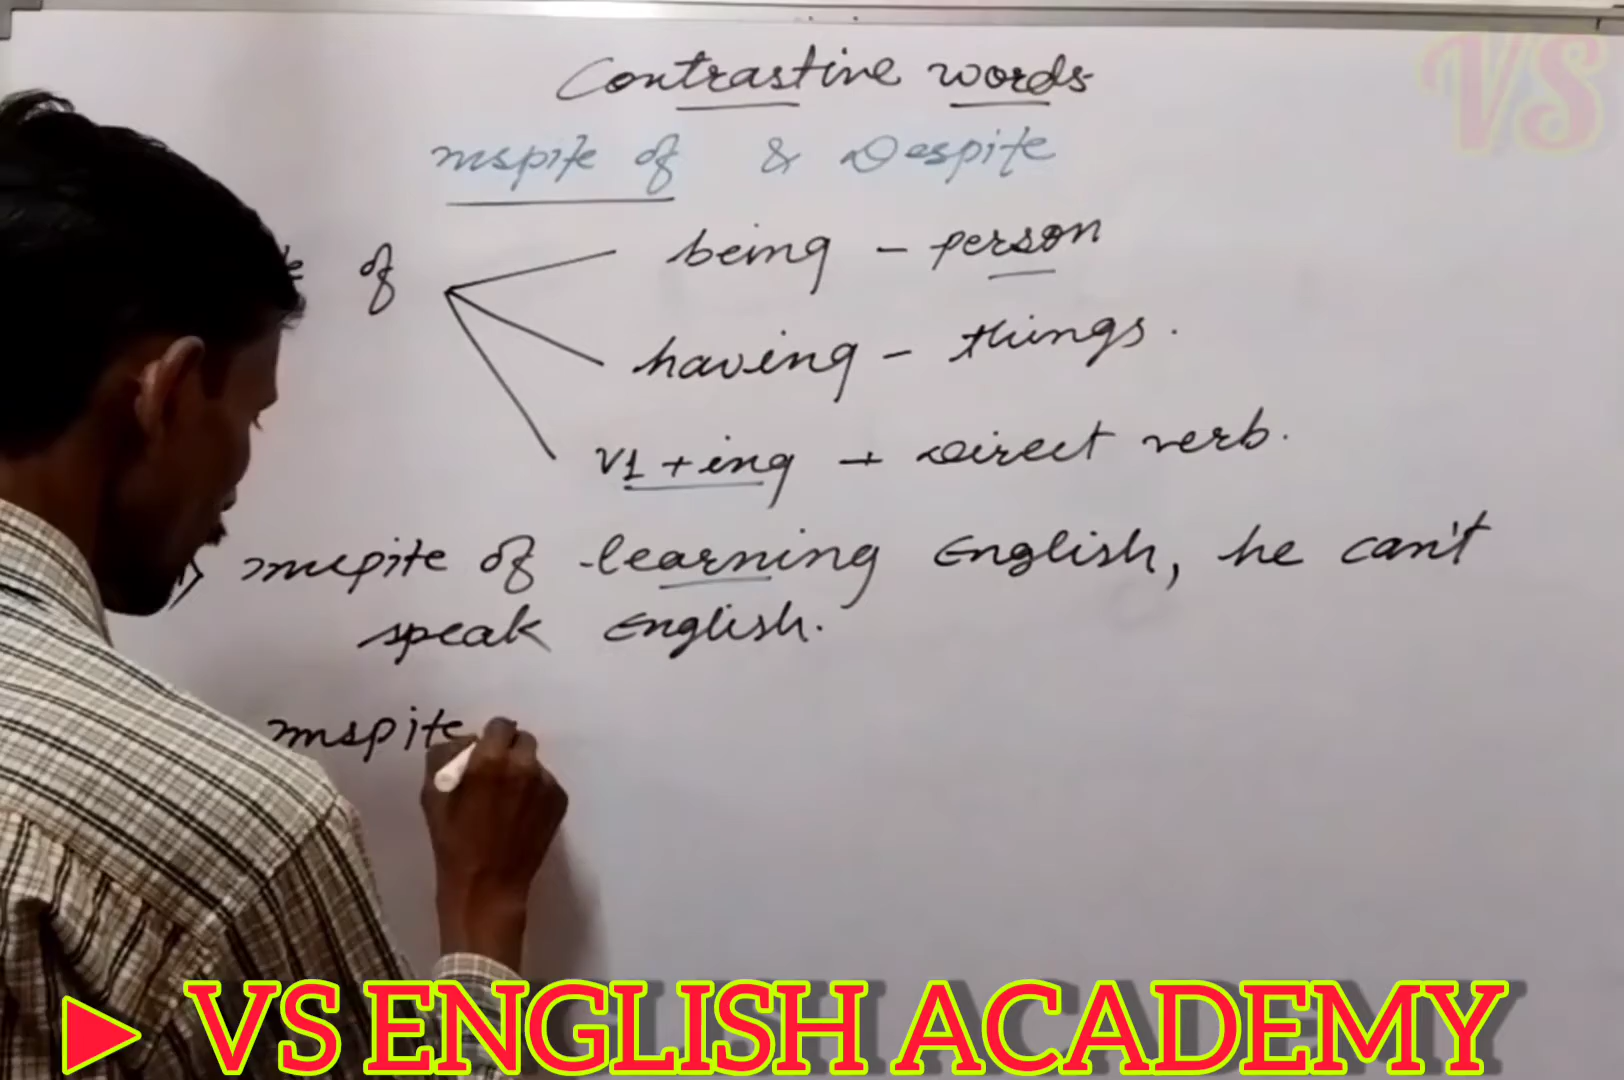 Contrastive words
inspite of & Despite
of
being - person
having - things.
V1 + ing → Direct verb.
inspite of learning English, he can't
speak English.
inspite
VS
VS ENGLISH ACADEMY